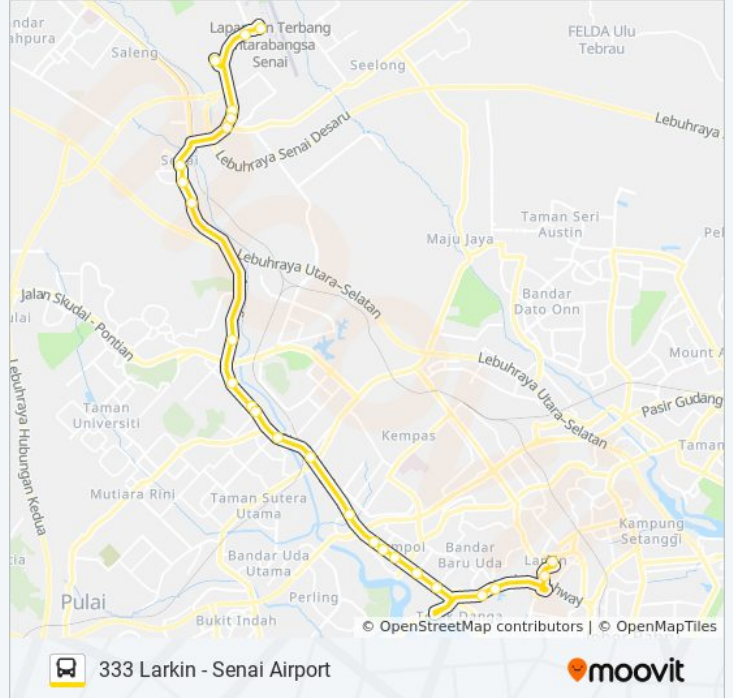 Lapangan Terbang
Antarabangsa
Senai
FELDA Ulu
Tebrau
Saleng
Seelong
Lebuhraya
Lebuhraya Senai Desaru
Senai
Taman Seri
Austin
Maju Jaya
Lebuhraya Utara-Selatan
Jalan Skudai - Pontian
Bandar
Dato Onn
Lebuhraya Hubungan Kedua
Lebuhraya Utara-Selatan
Mount A
Pasir Gudang
Taman
Universiti
Kempas
Taman
Mutiara Rini
Taman Sutera
Utama
Kampung
Setanggi
Bandar Uda
Utama
Bandar
Baru Uda
Larkin
Perling
Pulai
Bukit Indah
© OpenStreetMap contributors | © OpenMapTiles
333 Larkin - Senai Airport
moovit